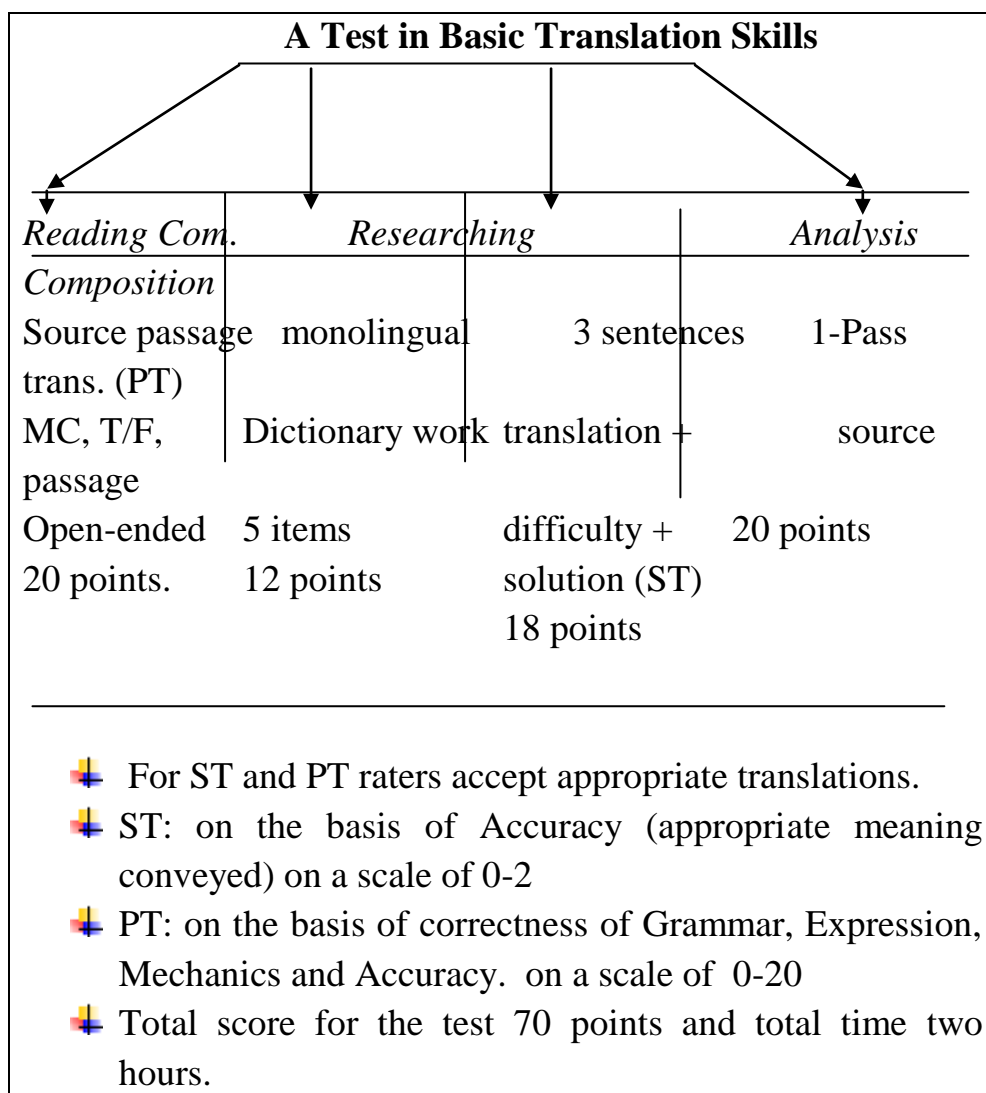 A Test in Basic Translation Skills
Reading Com. Researching Analysis
Composition
Source passage monolingual 3 sentences 1-Pass
trans. (PT)
MC, T/F, Dictionary work translation + source
passage
Open-ended 5 items difficulty + 20 points
20 points. 12 points solution (ST)
18 points
For ST and PT raters accept appropriate translations.
ST: on the basis of Accuracy (appropriate meaning
conveyed) on a scale of 0-2
PT: on the basis of correctness of Grammar, Expression,
Mechanics and Accuracy. on a scale of 0-20
Total score for the test 70 points and total time two
hours.